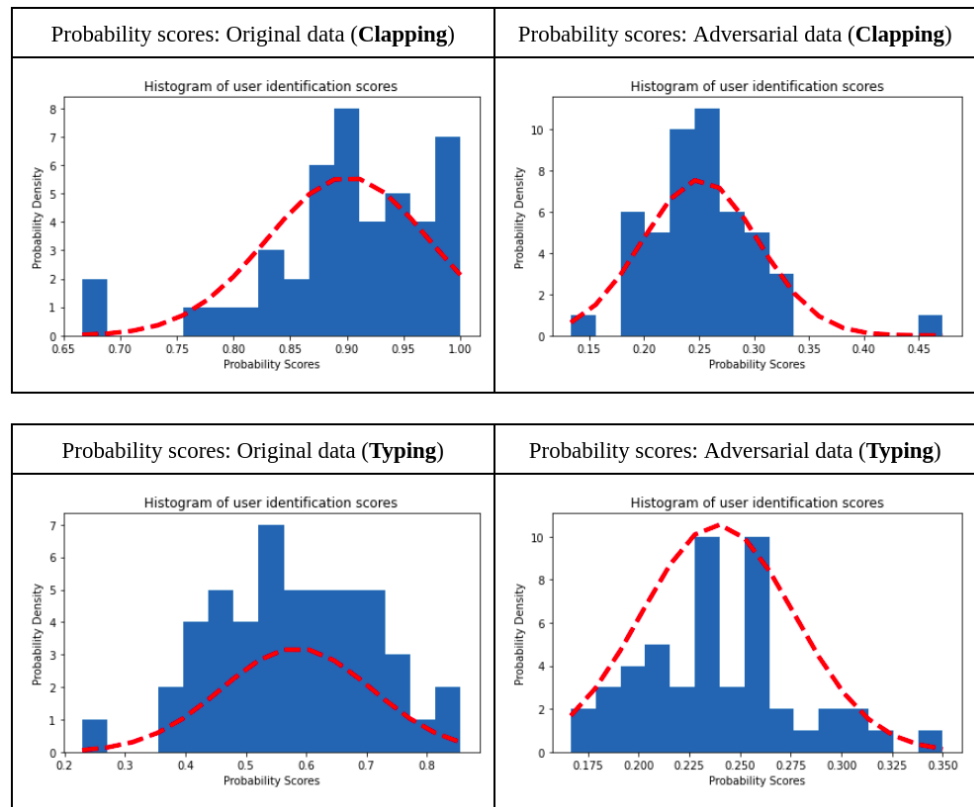 Probability scores: Original data (Clapping)
Probability scores: Adversarial data (Clapping)
Histogram of user identification scores
8
7
6
5
4
3
2
1
0
Probability Density
0.65 0.70 0.75 0.80 0.85 0.90 0.95 1.00
Probability Scores
Histogram of user identification scores
10
8
6
4
2
0
Probability Density
0.15 0.20 0.25 0.30 0.35 0.40 0.45
Probability Scores
Probability scores: Original data (Typing)
Probability scores: Adversarial data (Typing)
Histogram of user identification scores
7
6
5
4
3
2
1
0
Probability Density
0.2 0.3 0.4 0.5 0.6 0.7 0.8
Probability Scores
Histogram of user identification scores
10
8
6
4
2
0
Probability Density
0.175 0.200 0.225 0.250 0.275 0.300 0.325 0.350
Probability Scores